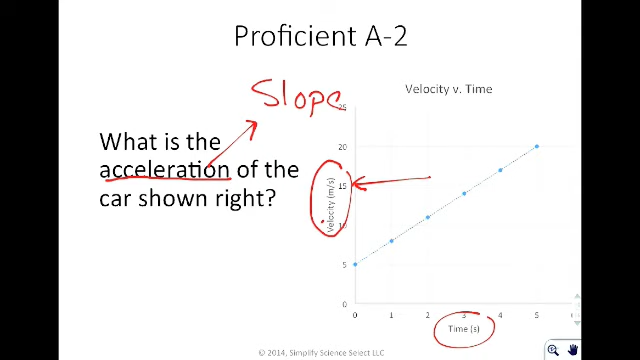 Proficient A-2
Slope
What is the
acceleration of the
car shown right?
Velocity v. Time
Velocity (m/s)
25
20
15
10
5
0
0 1 2 3 4 5
Time (s)
© 2014, Simplify Science Select LLC